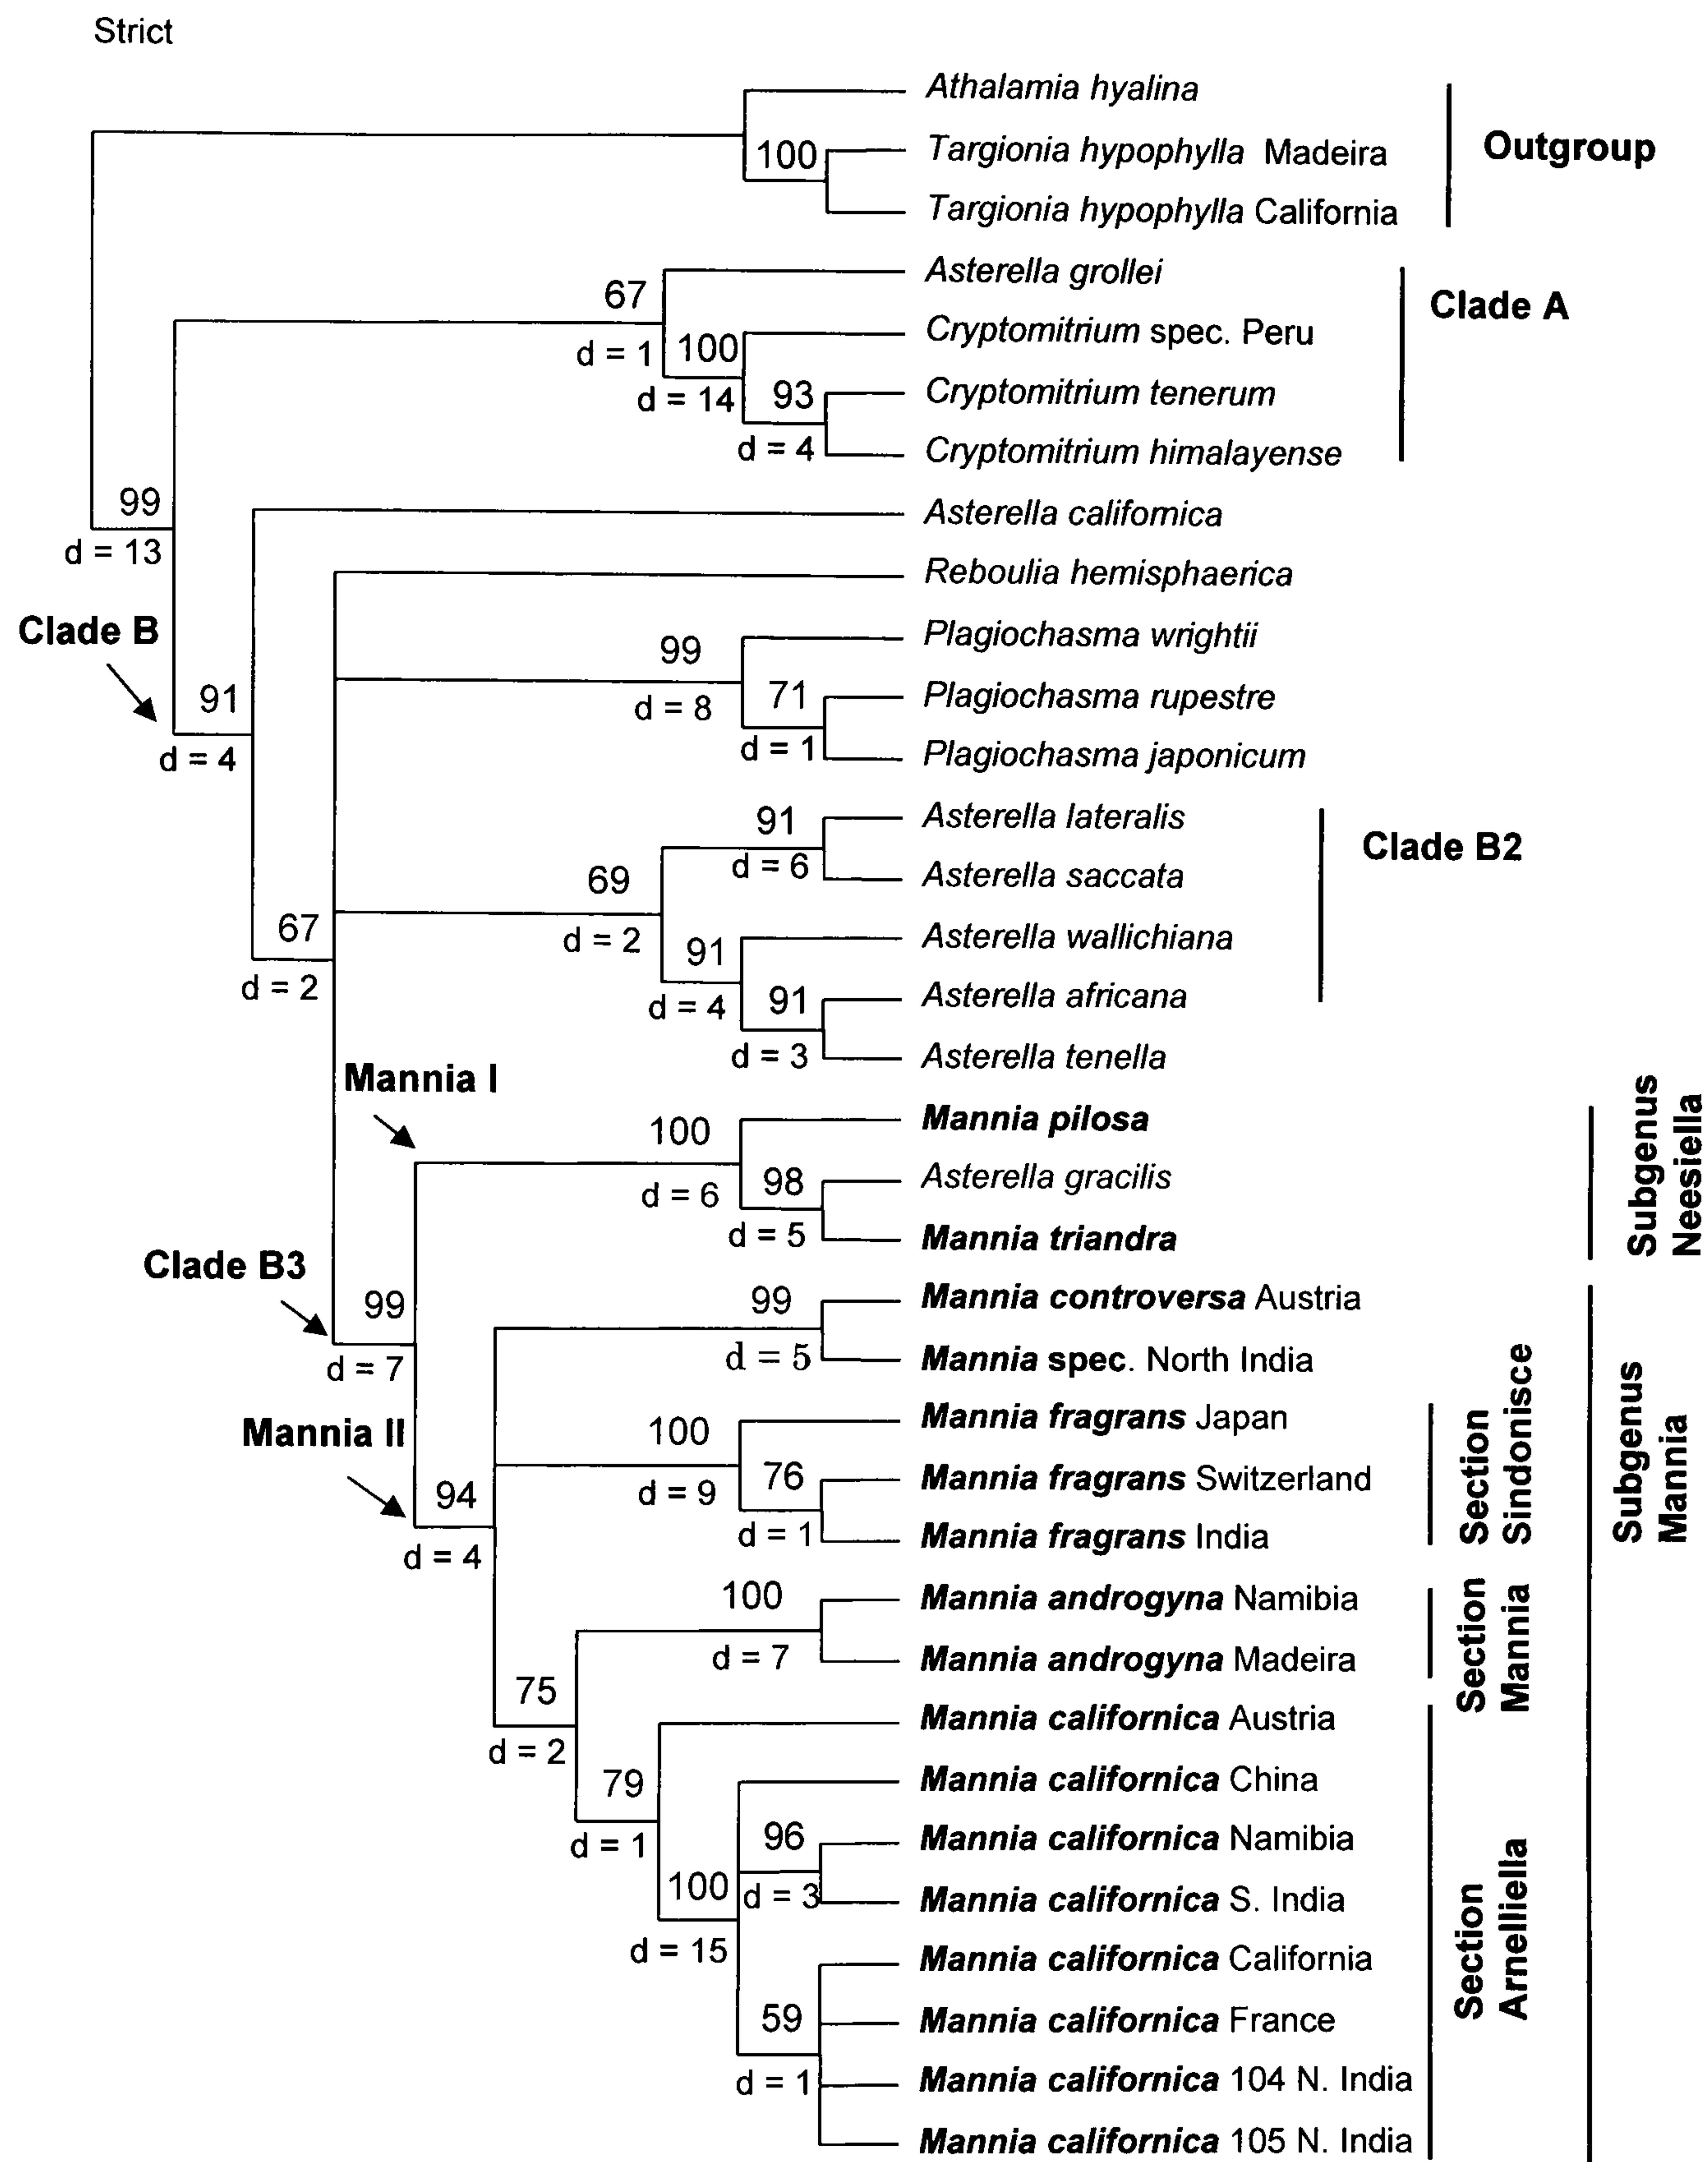 Strict
Athalamia hyalina
100
Targionia hypophylla Madeira
Targionia hypophylla California
Outgroup
67
d = 1
Asterella grollei
100
d = 14
Cryptomitrium spec. Peru
93
d = 4
Cryptomitrium tenerum
Cryptomitrium himalayense
Clade A
99
d = 13
Asterella californica
Reboulia hemisphaerica
Clade B
91
d = 4
99
d = 8
Plagiochasma wrightii
71
d = 1
Plagiochasma rupestre
Plagiochasma japonicum
91
d = 6
Asterella lateralis
Asterella saccata
Clade B2
69
d = 2
67
d = 2
91
d = 4
Asterella wallichiana
91
d = 3
Asterella africana
Asterella tenella
Mannia I
100
d = 6
Mannia pilosa
98
d = 5
Asterella gracilis
Mannia triandra
Subgenus
Neesiella
Clade B3
99
d = 7
99
d = 5
Mannia controversa Austria
Mannia spec. North India
Mannia II
94
d = 4
100
d = 9
Mannia fragrans Japan
76
d = 1
Mannia fragrans Switzerland
Mannia fragrans India
Section
Sindonisce
Subgenus
Mannia
100
d = 7
Mannia androgyna Namibia
Mannia androgyna Madeira
Section
Mannia
75
d = 2
79
d = 1
Mannia californica Austria
100
d = 15
Mannia californica China
96
d = 3
Mannia californica Namibia
Mannia californica S. India
59
d = 1
Mannia californica California
Mannia californica France
Mannia californica 104 N. India
Mannia californica 105 N. India
Section
Arnelliella